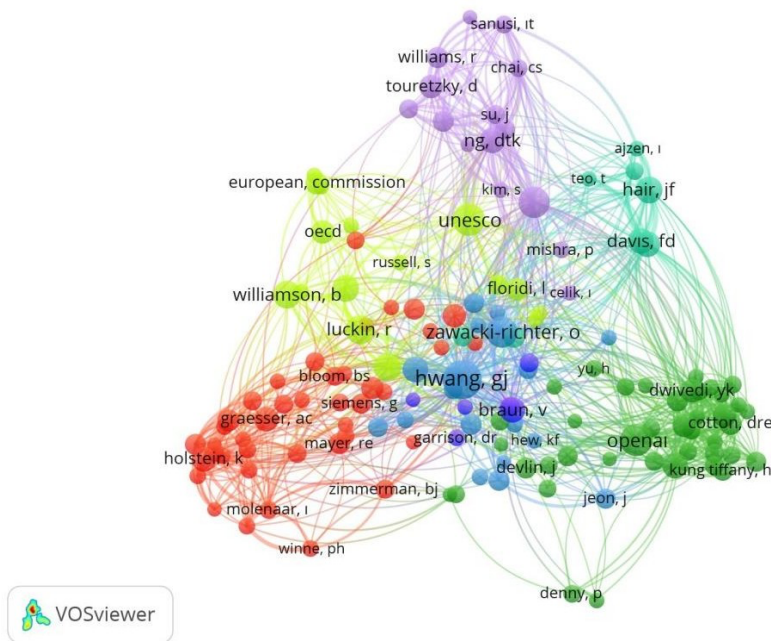 sanusi, ıt
williams, r
chai, cs
touretzky, d
su, j
ng, dtk
ajzen, ı
european, commission
teo, t
kim, s
hair, jf
unesco
oecd
davıs, fd
mishra, p
russell, s
floridi, l
celik, ı
williamson, b
luckin, r
zawacki-richter, o
yu, h
bloom, bs
hwang, gj
dwivedi, yk
siemens, g
graesser, ac
braun, v
cotton, dre
mayer, re
garrison, dr
hew, kf
openaı
holstein, k
devlin, j
kung tiffany, h
zimmerman, bj
jeon, j
molenaar, ı
winne, ph
denny, p
VOSviewer